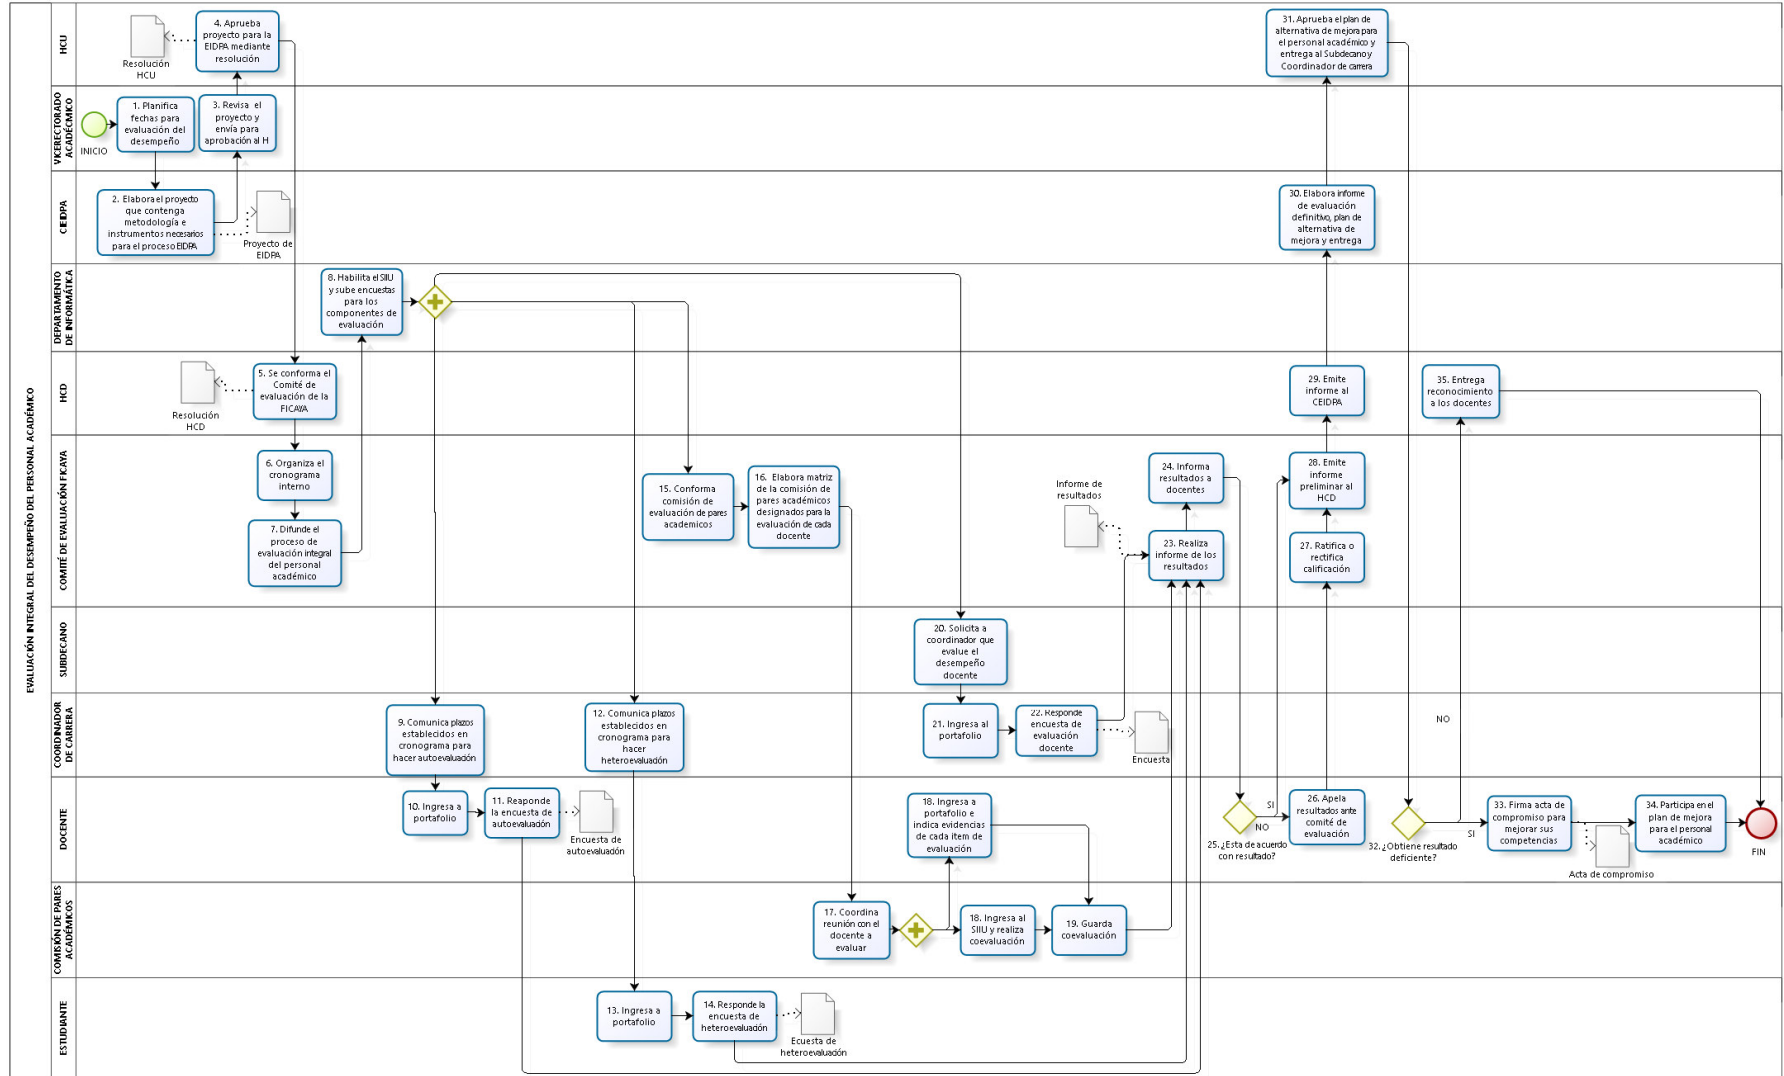 EVALUACIÓN INTEGRAL DEL DESEMPEÑO DEL PERSONAL ACADÉMICO
HCU
Resolución
HCU
4. Aprueba
proyecto para la
EIDPA mediante
resolución
31. Aprueba el plan de
alternativa de mejora para
el personal académico y
entrega al Subdecano y
Coordinador de carrera
VICERECTORADO
ACADÉCMICO
INICIO
1. Planifica
fechas para
evaluación del
desempeño
3. Revisa el
proyecto y
envía para
aprobación al H
CIEIDPA
2. Elabora el proyecto
que contenga
metodología e
instrumentos necesarios
para el proceso EIDPA
Proyecto de
EIDPA
30. Elabora informe
de evaluación
definitivo, plan de
alternativa de
mejora y entrega
DEPARTAMENTO
DE INFORMÁTICA
8. Habilita el SIIU
y sube encuestas
para los
componentes de
evaluación
HCD
Resolución
HCD
5. Se conforma el
Comité de
evaluación de la
FICAYA
29. Emite
informe al
CEIDPA
35. Entrega
reconocimiento
a los docentes
COMITÉ DE EVALUACIÓN FICAYA
6. Organiza el
cronograma
interno
7. Difunde el
proceso de
evaluación integral
del personal
académico
15. Conforma
comisión de
evaluación de pares
academicos
16. Elabora matriz
de la comisión de
pares académicos
designados para la
evaluación de cada
docente
Informe de
resultados
24. Informa
resultados a
docentes
23. Realiza
informe de los
resultados
28. Emite
informe
preliminar al
HCD
27. Ratifica o
rectifica
calificación
SUBDECANO
20. Solicita a
coordinador que
evalue el
desempeño
docente
COORDINADOR
DE CARRERA
9. Comunica plazos
establecidos en
cronograma para
hacer autoevaluación
12. Comunica plazos
establecidos en
cronograma para
hacer
heteroevaluación
21. Ingresa al
portafolio
22. Responde
encuesta de
evaluación
docente
Encuesta
NO
DOCENTE
10. Ingresa a
portafolio
11. Reaponde
la encuesta de
autoevaluación
Encuesta de
autoevaluación
18. Ingresa a
portafolio e
indica evidencias
de cada item de
evaluación
SI
NO
25. ¿Esta de acuerdo
con resultado?
26. Apela
resultados ante
comité de
evaluación
32. ¿Obtiene resultado
deficiente?
SI
33. Firma acta de
compromiso para
mejorar sus
competencias
Acta de compromiso
34. Participa en el
plan de mejora
para el personal
académico
FIN
COMISIÓN DE PARES
ACADÉMICOS
17. Coordina
reunión con el
docente a
evaluar
18. Ingresa al
SIIU y realiza
coevaluación
19. Guarda
coevaluación
ESTUDIANTE
13. Ingresa a
portafolio
14. Responde la
encuesta de
heteroevaluación
Ecuesta de
heteroevaluación